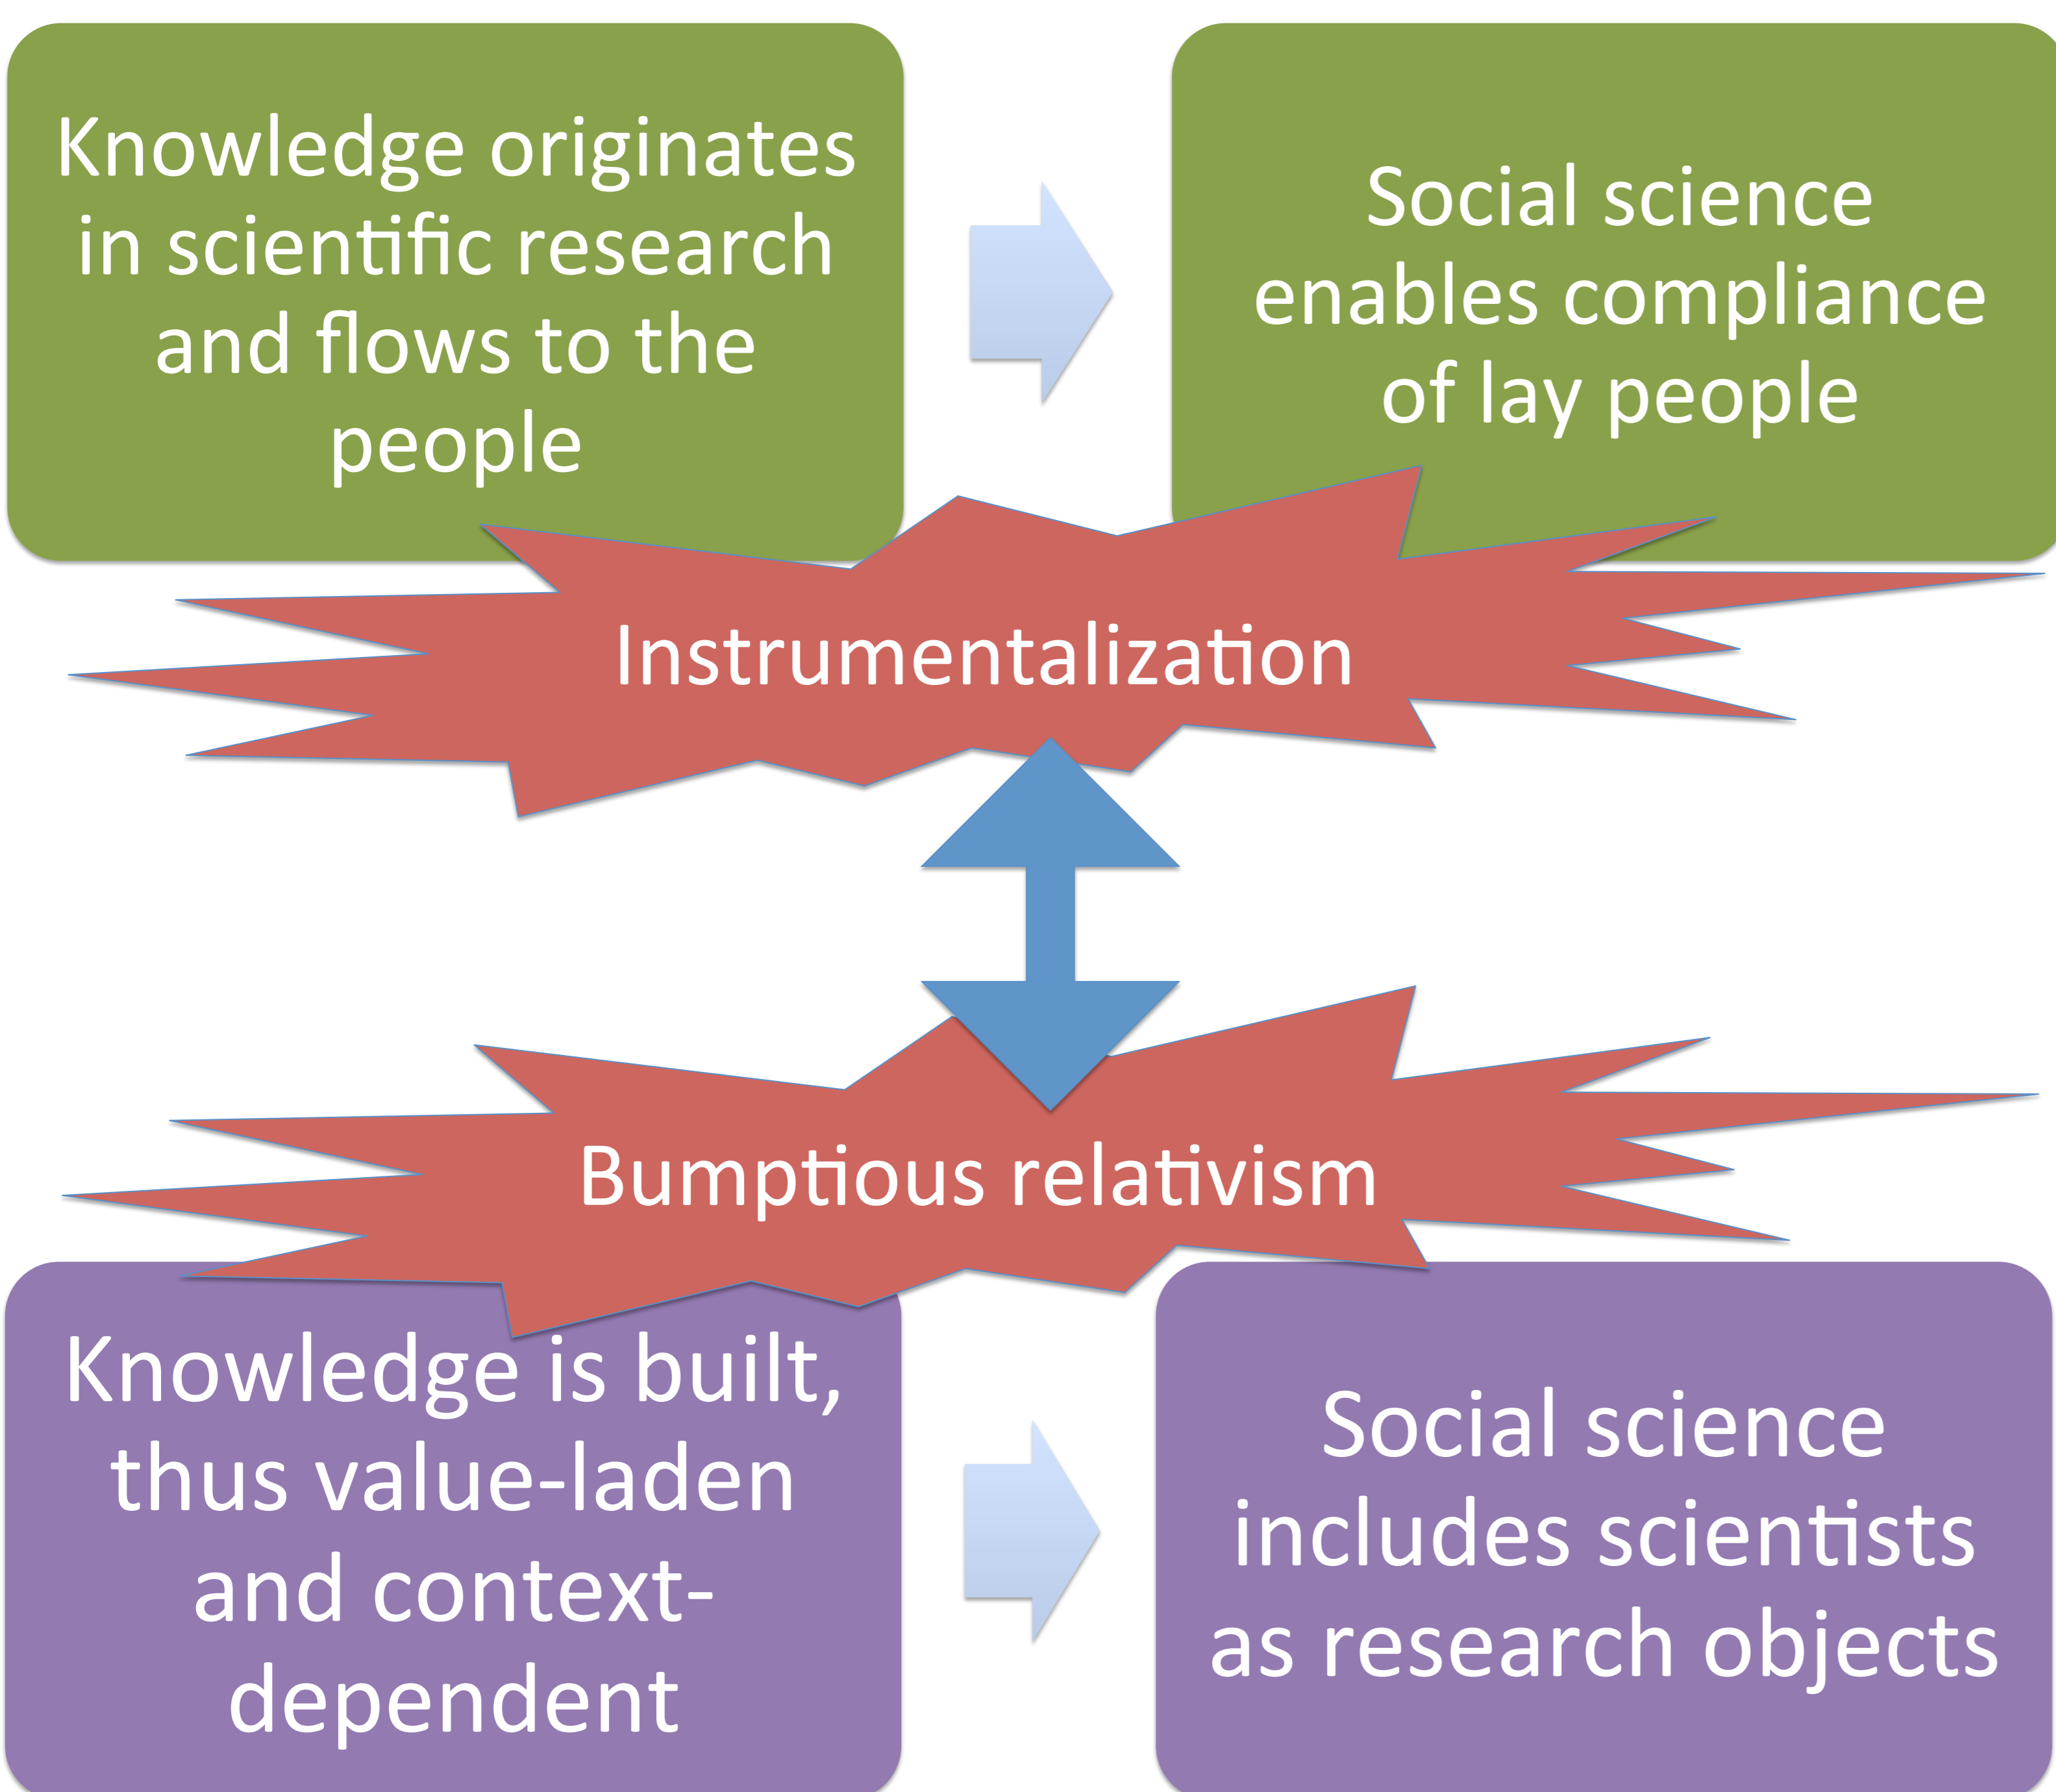 Knowledge originates
in scientific research
and flows to the
people
Social science
enables compliance
of lay people
Instrumentalization
Bumptious relativism
Knowledge is built,
thus value-laden
and context-
dependent
Social science
includes scientists
as research objects